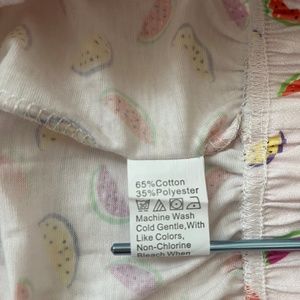 65%Cotton
35%Polyester
Machine Wash
Cold Gentle,With
Like Colors,
Non-Chlorine
Bleach When